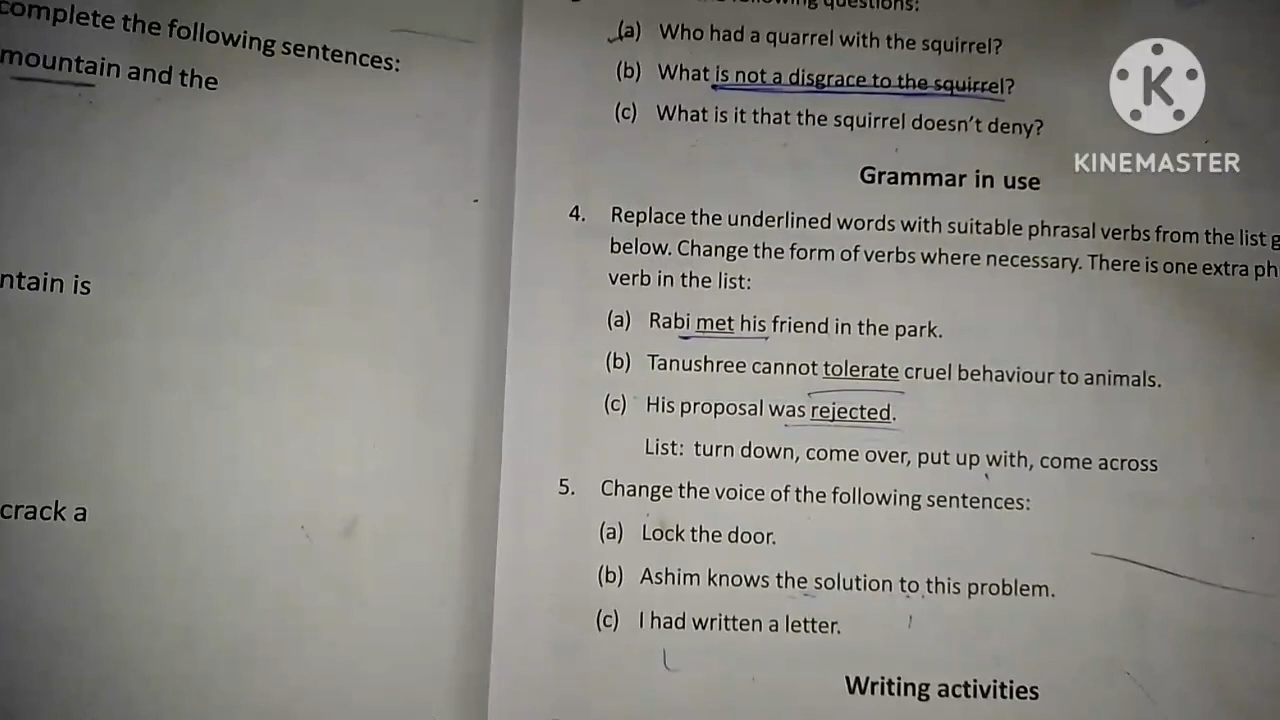 complete the following sentences:
mountain and the
ntain is
crack a
following questions:
(a) Who had a quarrel with the squirrel?
(b) What is not a disgrace to the squirrel?
(c) What is it that the squirrel doesn't deny?
K
KINEMASTER
Grammar in use
4. Replace the underlined words with suitable phrasal verbs from the list g
below. Change the form of verbs where necessary. There is one extra ph
verb in the list:
(a) Rabi met his friend in the park.
(b) Tanushree cannot tolerate cruel behaviour to animals.
(c) His proposal was rejected.
List: turn down, come over, put up with, come across
5. Change the voice of the following sentences:
(a) Lock the door.
(b) Ashim knows the solution to this problem.
(c) I had written a letter.
Writing activities